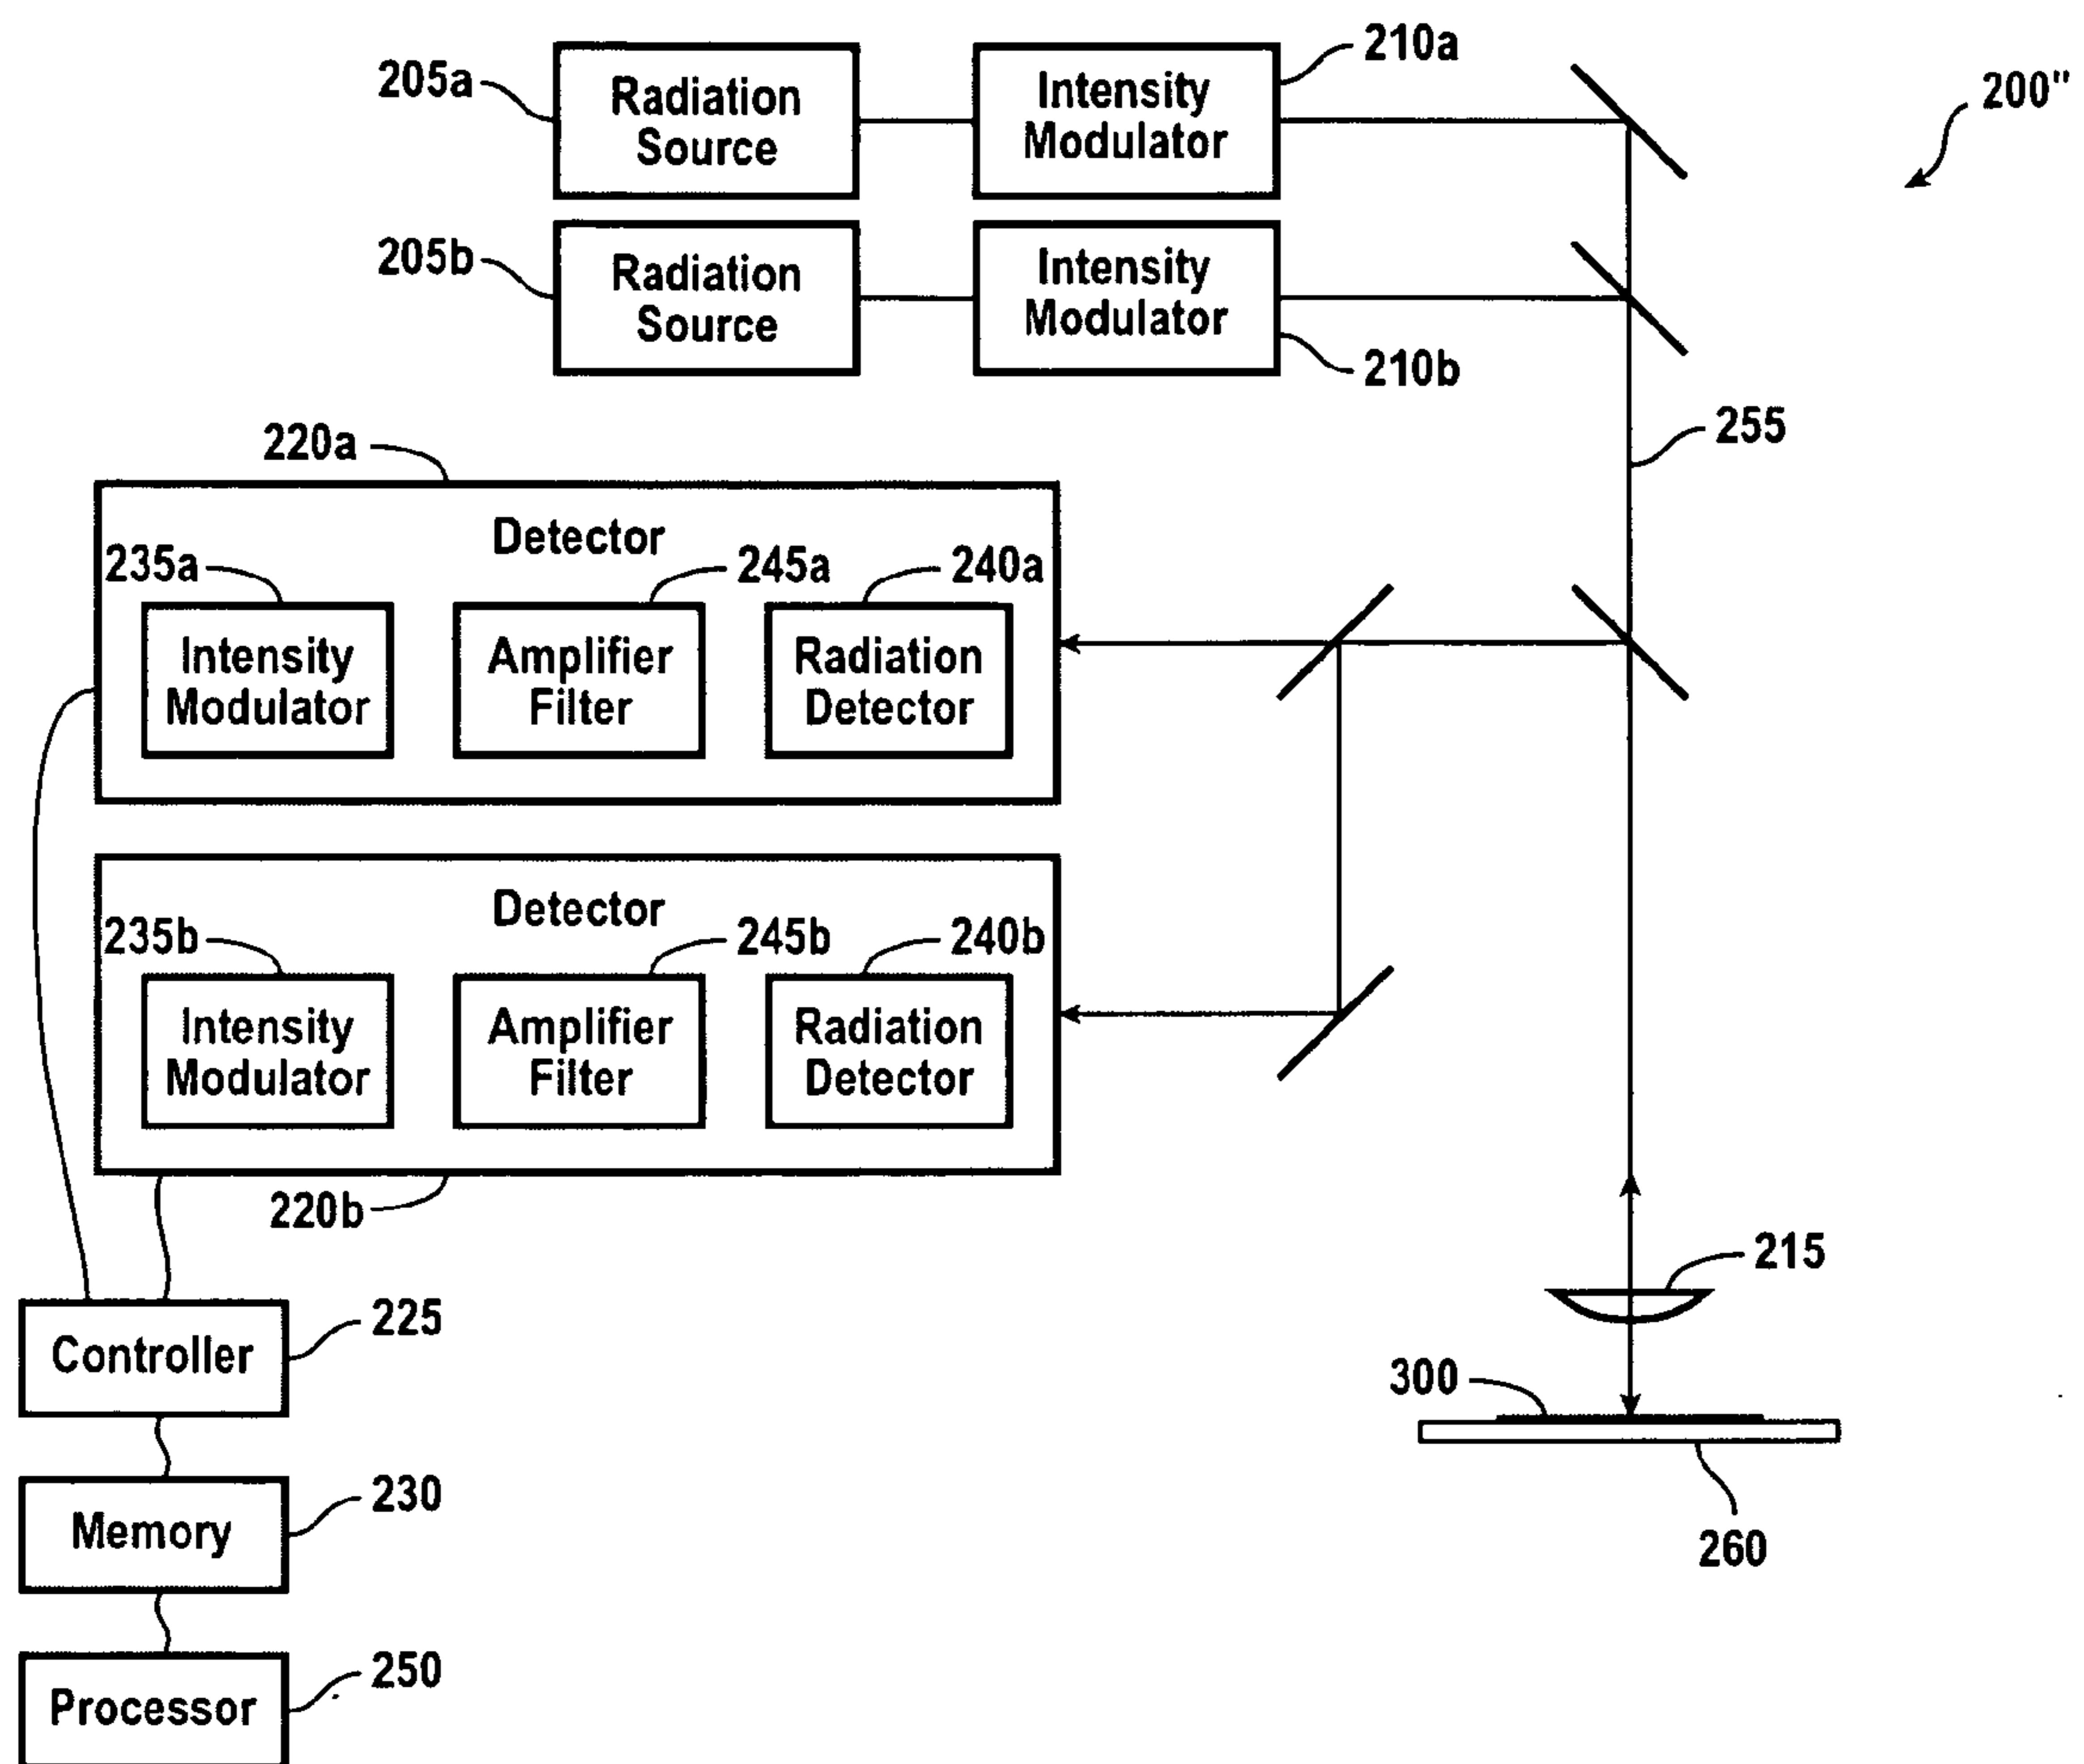 205a
Radiation
Source
Intensity
Modulator
210a
200"
205b
Radiation
Source
Intensity
Modulator
210b
255
220a
Detector
235a
245a
240a
Intensity
Modulator
Amplifier
Filter
Radiation
Detector
Detector
235b
245b
240b
Intensity
Modulator
Amplifier
Filter
Radiation
Detector
220b
215
Controller
225
300
Memory
230
260
Processor
250